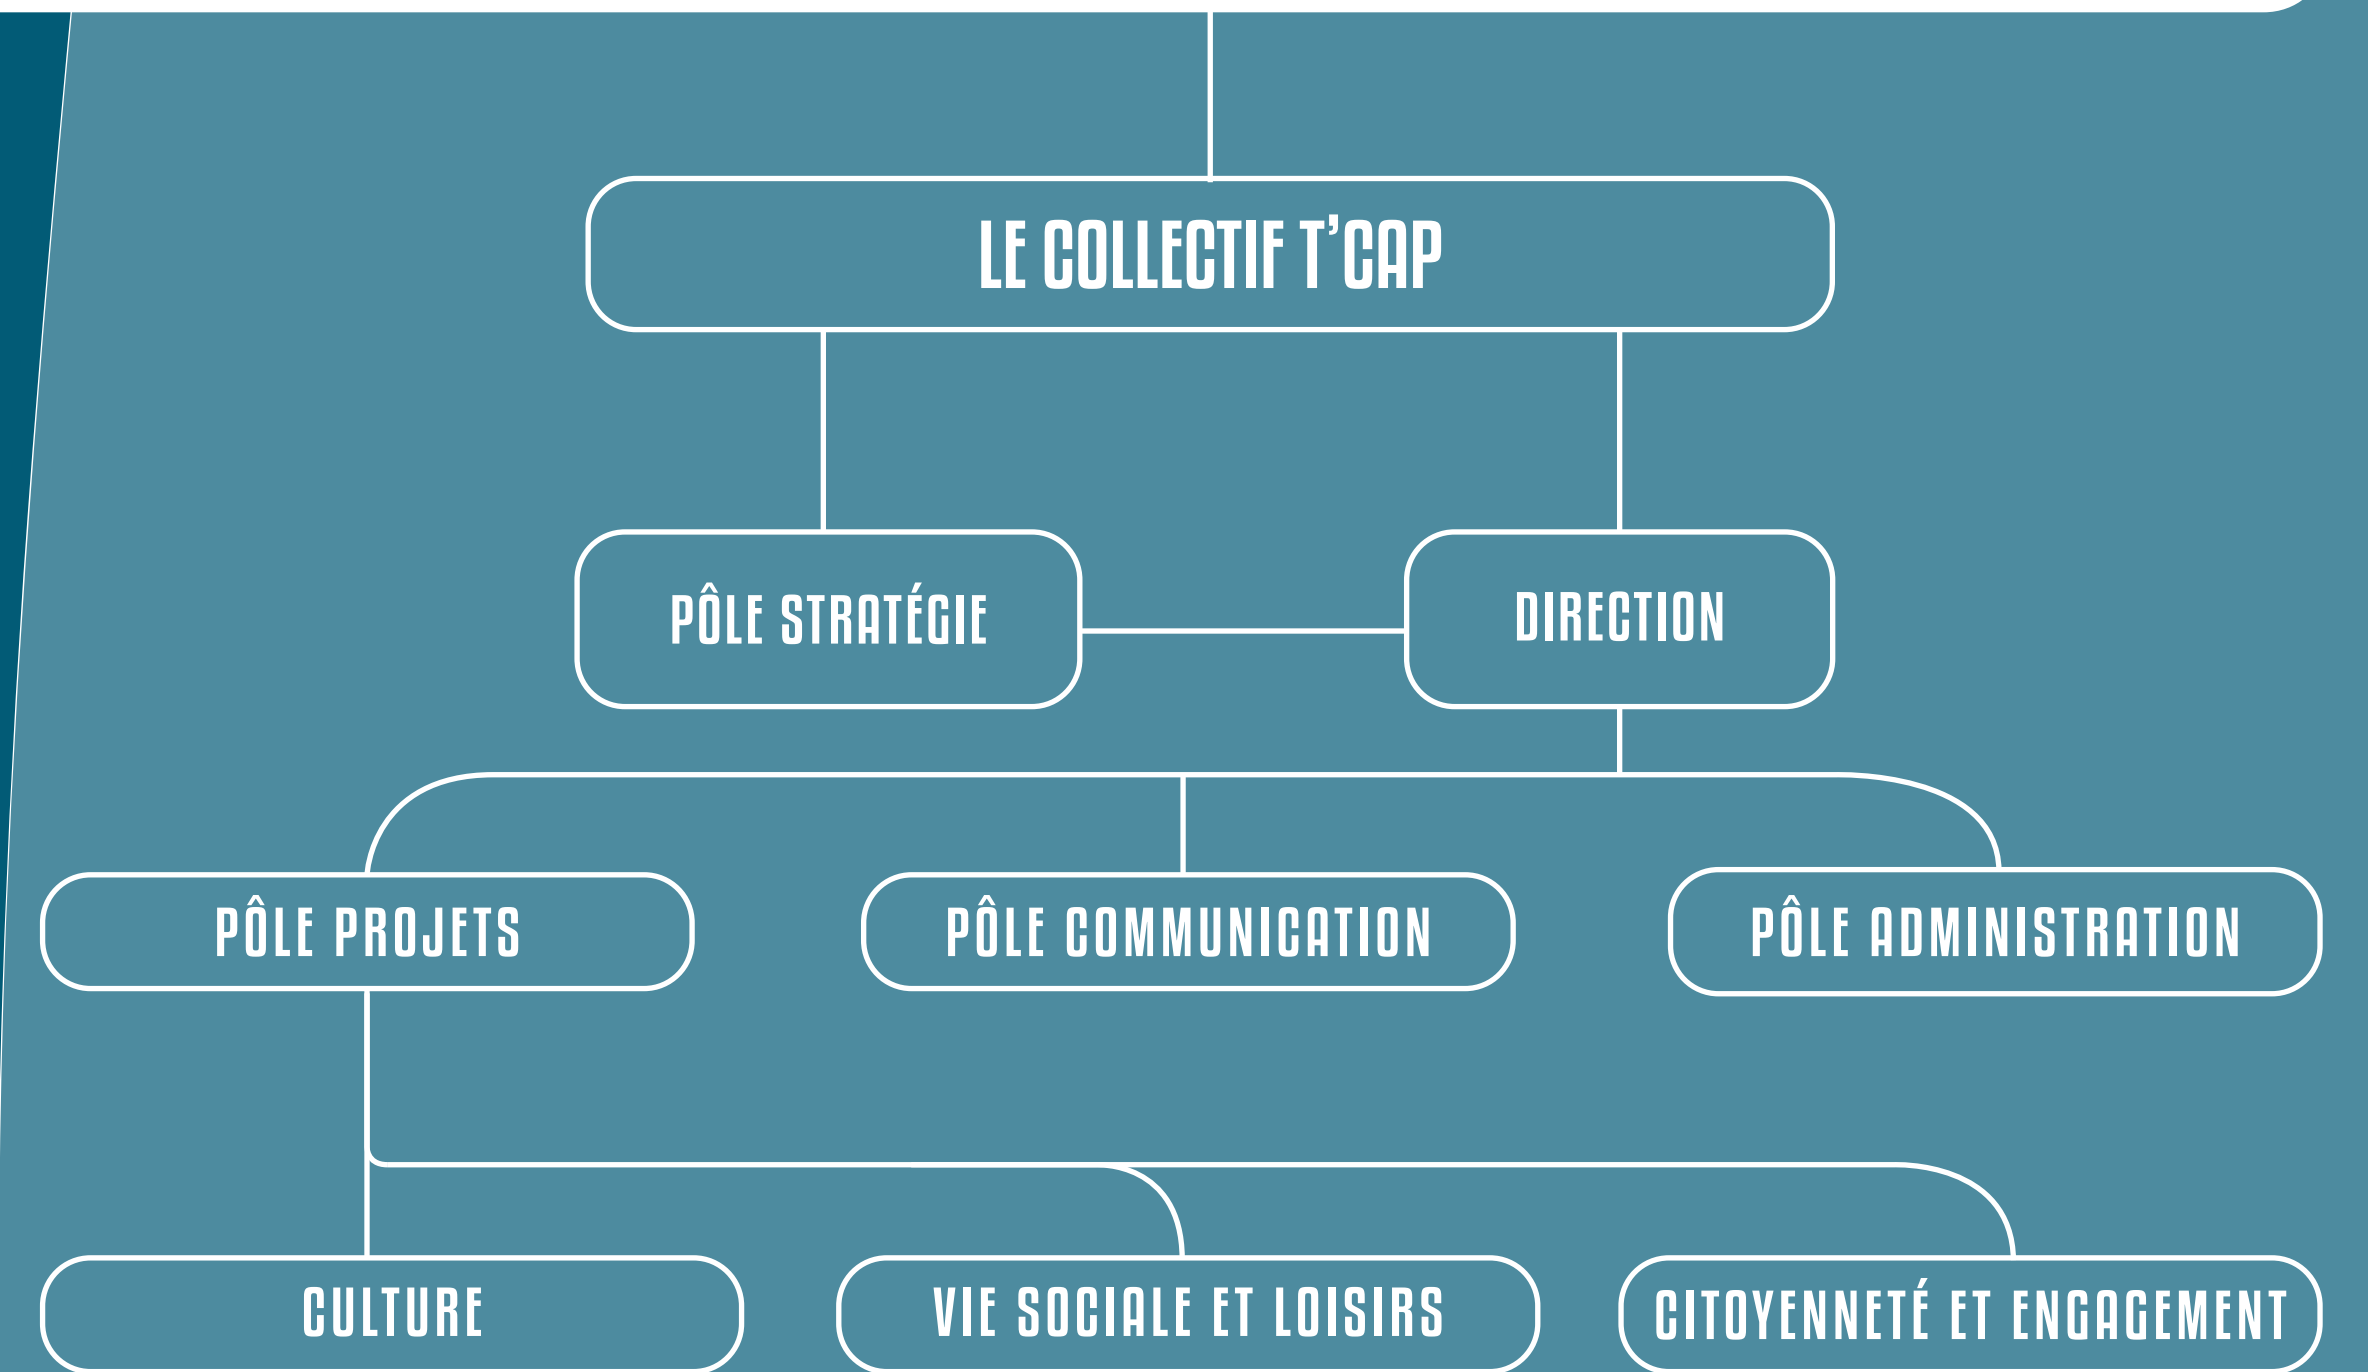 LE COLLECTIF T’CAP
PÔLE STRATÉGIE
DIRECTION
PÔLE PROJETS
PÔLE COMMUNICATION
PÔLE ADMINISTRATION
CULTURE
VIE SOCIALE ET LOISIRS
CITOYENNETÉ ET ENGAGEMENT